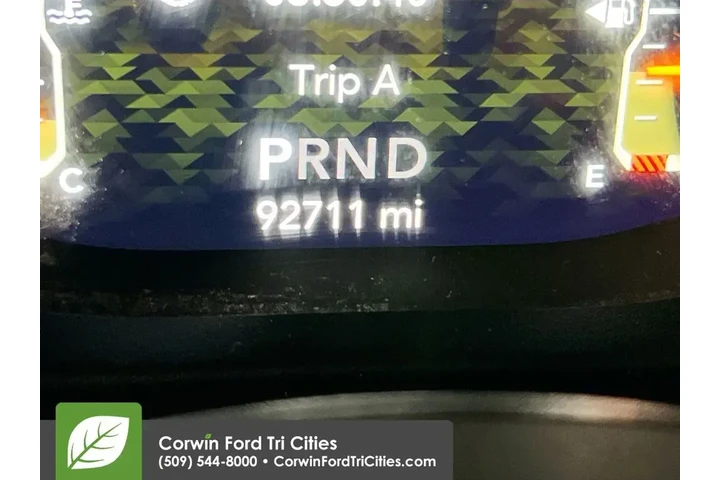 Trip A
PRND
92711 mi
C
E
Corwin Ford Tri Cities
(509) 544-8000 • CorwinFordTriCities.com